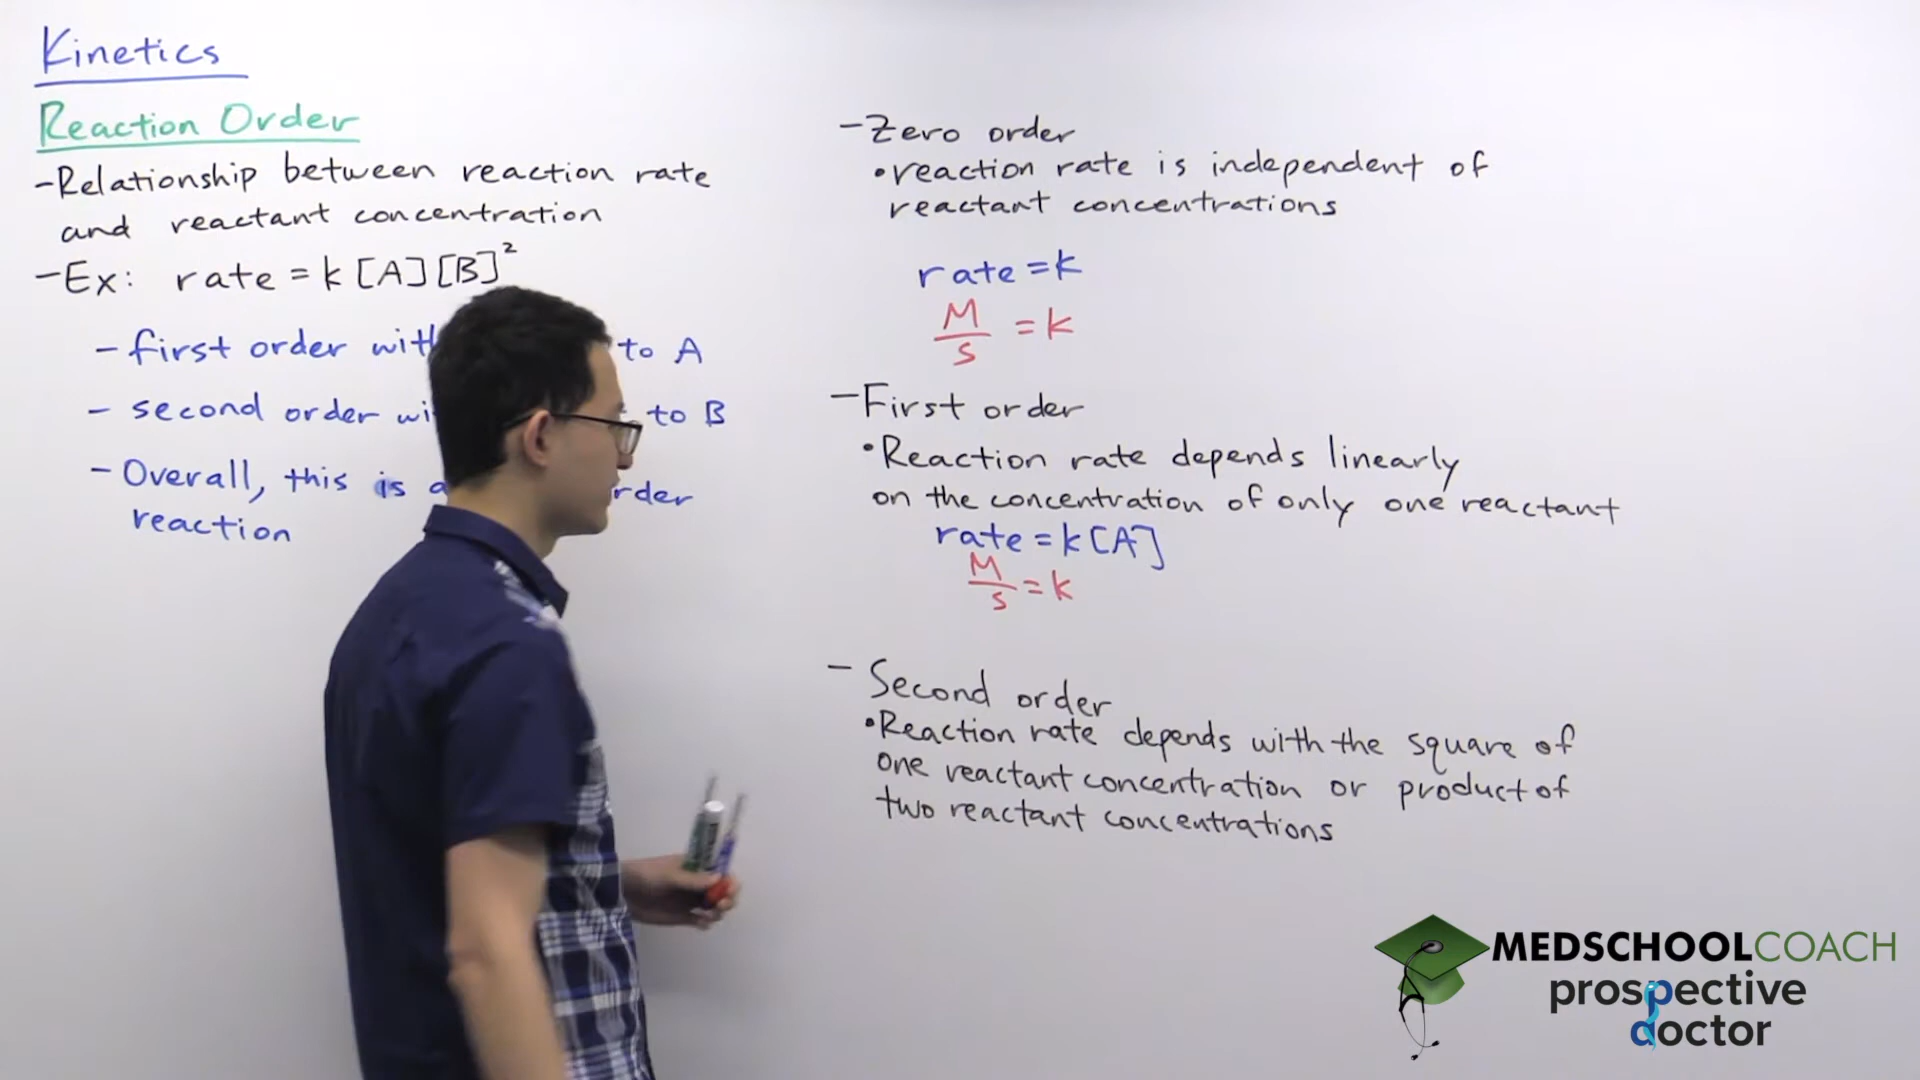 Kinetics
Reaction Order
-Relationship between reaction rate
and reactant concentration
-Ex: rate = k [A][B]²
- first order to A
- second order to B
- Overall, this is
reaction
-Zero order
•reaction rate is independent of
reactant concentrations
rate = k
M/s = k
-First order
•Reaction rate depends linearly
on the concentration of only one reactant
rate = k[A]
M/s = k
- Second order
•Reaction rate depends with the square of
one reactant concentration or product of
two reactant concentrations
MEDSCHOOLCOACH
prospective
doctor